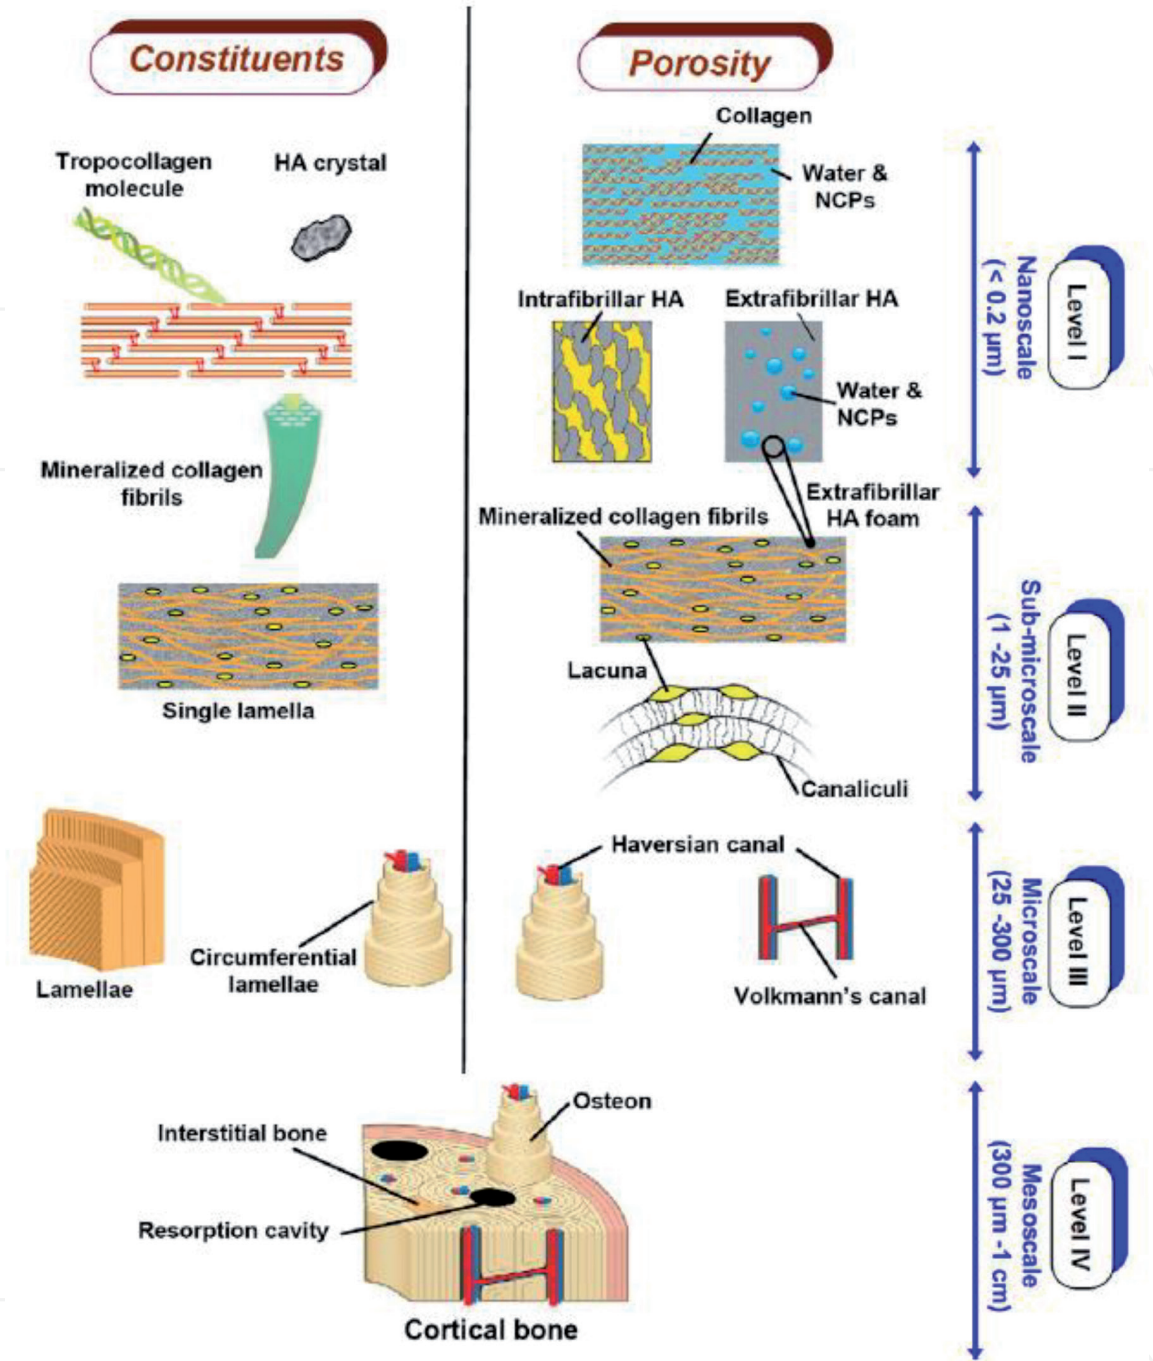 Constituents
Porosity
Tropocollagen
molecule
HA crystal
Mineralized collagen
fibrils
Single lamella
Lamellae
Circumferential
lamellae
Collagen
Water &
NCPs
Intrafibrillar HA
Extrafibrillar HA
Water &
NCPs
Extrafibrillar
HA foam
Mineralized collagen fibrils
Lacuna
Canaliculi
Haversian canal
Volkmann's canal
Osteon
Interstitial bone
Resorption cavity
Cortical bone
Level I
Nanoscale
(< 0.2 µm)
Level II
Sub-microscale
(1 -25 µm)
Level III
Microscale
(25 -300 µm)
Level IV
Mesoscale
(300 µm -1 cm)